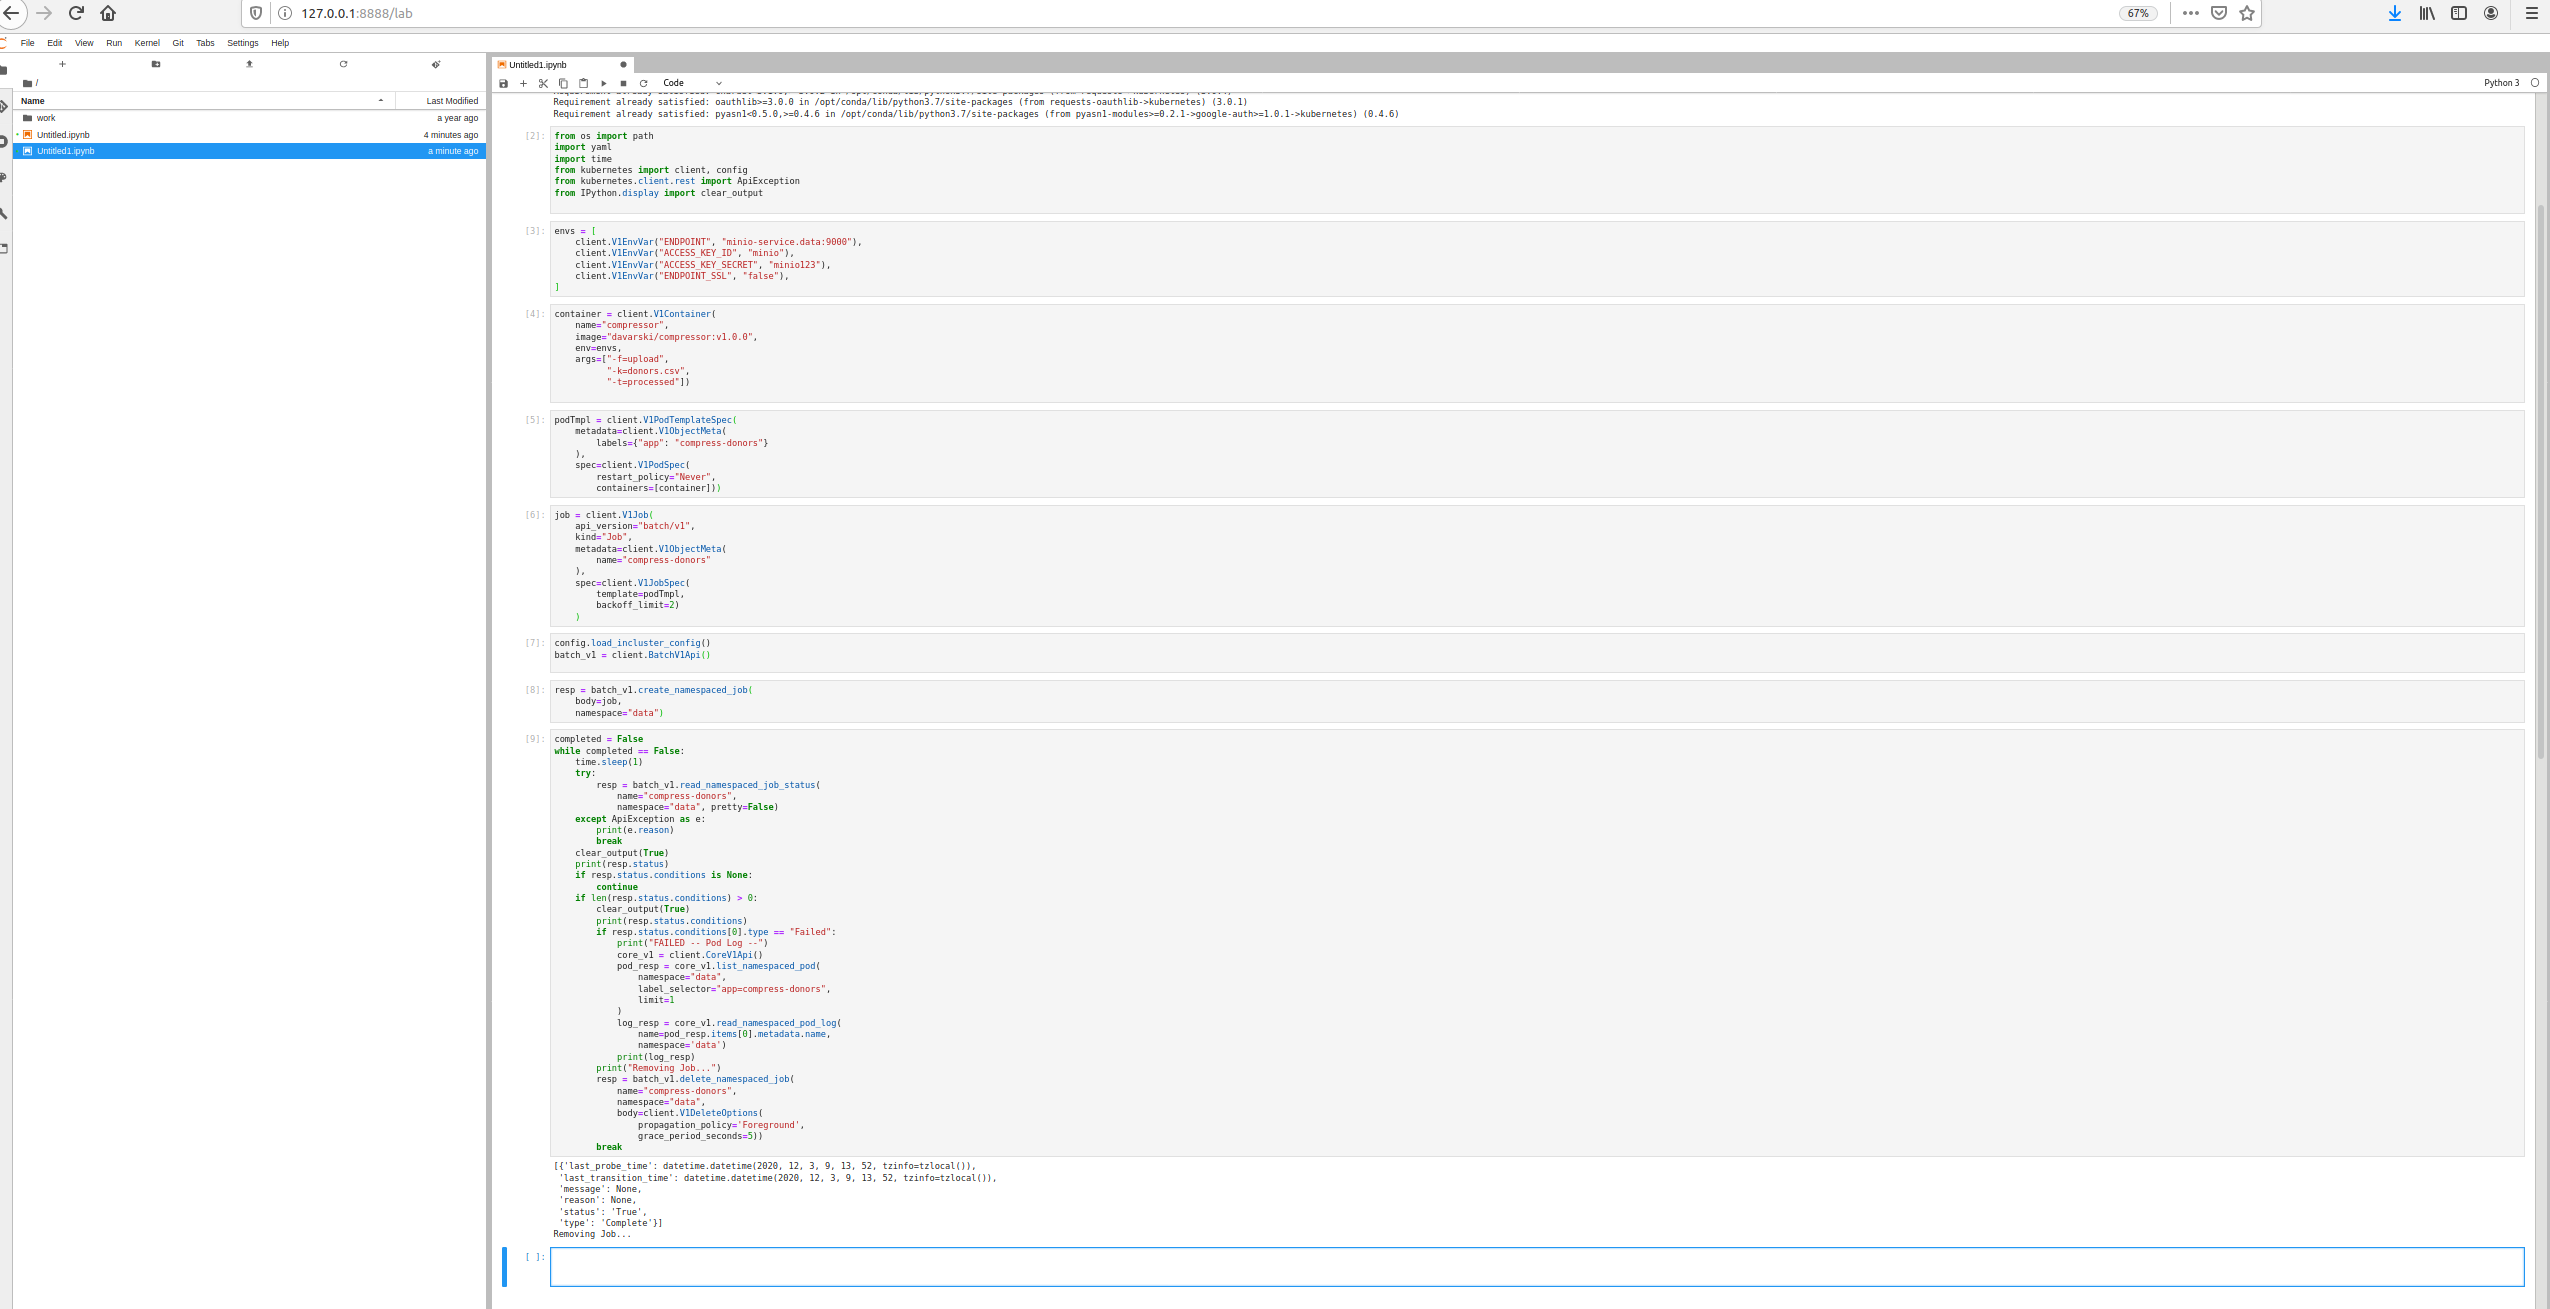 127.0.0.1:8888/lab
67%
File Edit View Run Kernel Git Tabs Settings Help
/
Name Last Modified
work a year ago
Untitled.ipynb 4 minutes ago
Untitled1.ipynb a minute ago
Untitled1.ipynb
Code
Python 3
Requirement already satisfied: oauthlib>=3.0.0 in /opt/conda/lib/python3.7/site-packages (from requests-oauthlib->kubernetes) (3.0.1)
Requirement already satisfied: pyasn1<0.5.0,>=0.4.6 in /opt/conda/lib/python3.7/site-packages (from pyasn1-modules>=0.2.1->google-auth>=1.0.1->kubernetes) (0.4.6)
[2]: from os import path
import yaml
import time
from kubernetes import client, config
from kubernetes.client.rest import ApiException
from IPython.display import clear_output
[3]: envs = [
    client.V1EnvVar("ENDPOINT", "minio-service.data:9000"),
    client.V1EnvVar("ACCESS_KEY_ID", "minio"),
    client.V1EnvVar("ACCESS_KEY_SECRET", "minio123"),
    client.V1EnvVar("ENDPOINT_SSL", "false"),
]
[4]: container = client.V1Container(
    name="compressor",
    image="davarski/compressor:v1.0.0",
    env=envs,
    args=["-f=upload",
          "-k=donors.csv",
          "-t=processed"])
[5]: podTmpl = client.V1PodTemplateSpec(
    metadata=client.V1ObjectMeta(
        labels={"app": "compress-donors"}
    ),
    spec=client.V1PodSpec(
        restart_policy="Never",
        containers=[container]))
[6]: job = client.V1Job(
    api_version="batch/v1",
    kind="Job",
    metadata=client.V1ObjectMeta(
        name="compress-donors"
    ),
    spec=client.V1JobSpec(
        template=podTmpl,
        backoff_limit=2)
    )
[7]: config.load_incluster_config()
batch_v1 = client.BatchV1Api()
[8]: resp = batch_v1.create_namespaced_job(
    body=job,
    namespace="data")
[9]: completed = False
while completed == False:
    time.sleep(1)
    try:
        resp = batch_v1.read_namespaced_job_status(
            name="compress-donors",
            namespace="data", pretty=False)
    except ApiException as e:
        print(e.reason)
        break
    clear_output(True)
    print(resp.status)
    if resp.status.conditions is None:
        continue
    if len(resp.status.conditions) > 0:
        clear_output(True)
        print(resp.status.conditions)
        if resp.status.conditions[0].type == "Failed":
            print("FAILED -- Pod Log --")
            core_v1 = client.CoreV1Api()
            pod_resp = core_v1.list_namespaced_pod(
                namespace="data",
                label_selector="app=compress-donors",
                limit=1
            )
            log_resp = core_v1.read_namespaced_pod_log(
                name=pod_resp.items[0].metadata.name,
                namespace='data')
            print(log_resp)
        print("Removing Job...")
        resp = batch_v1.delete_namespaced_job(
            name="compress-donors",
            namespace="data",
            body=client.V1DeleteOptions(
                propagation_policy='Foreground',
                grace_period_seconds=5))
        break
[{'last_probe_time': datetime.datetime(2020, 12, 3, 9, 13, 52, tzinfo=tzlocal()),
 'last_transition_time': datetime.datetime(2020, 12, 3, 9, 13, 52, tzinfo=tzlocal()),
 'message': None,
 'reason': None,
 'status': 'True',
 'type': 'Complete'}]
Removing Job...
[ ]: